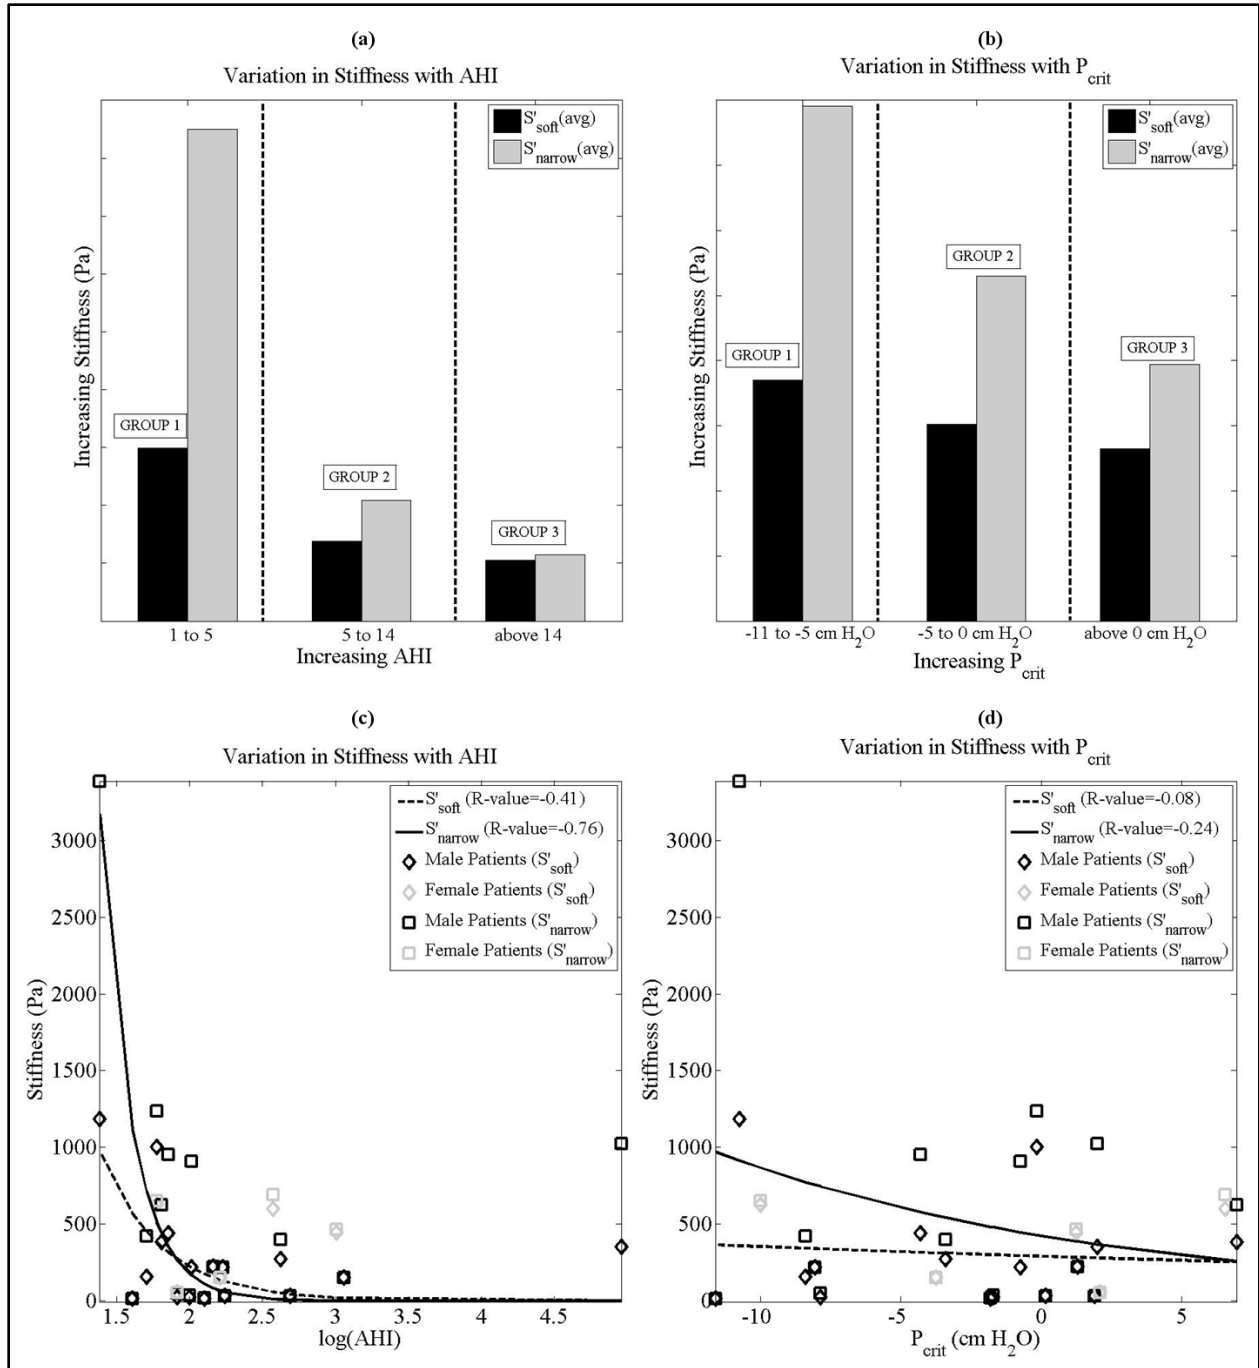 (a)
Variation in Stiffness with AHI
S'soft(avg)
S'narrow(avg)
Increasing Stiffness (Pa)
GROUP 1
GROUP 2
GROUP 3
1 to 5
5 to 14
above 14
Increasing AHI
(b)
Variation in Stiffness with Pcrit
S'soft(avg)
S'narrow(avg)
Increasing Stiffness (Pa)
GROUP 1
GROUP 2
GROUP 3
-11 to -5 cm H2O
-5 to 0 cm H2O
above 0 cm H2O
Increasing Pcrit
(c)
Variation in Stiffness with AHI
S'soft (R-value=-0.41)
S'narrow (R-value=-0.76)
Male Patients (S'soft)
Female Patients (S'soft)
Male Patients (S'narrow)
Female Patients (S'narrow)
Stiffness (Pa)
3000
2500
2000
1500
1000
500
0
1.5
2.0
2.5
3.0
3.5
4.0
4.5
log(AHI)
(d)
Variation in Stiffness with Pcrit
S'soft (R-value=-0.08)
S'narrow (R-value=-0.24)
Male Patients (S'soft)
Female Patients (S'soft)
Male Patients (S'narrow)
Female Patients (S'narrow)
Stiffness (Pa)
3000
2500
2000
1500
1000
500
0
-10
-5
0
5
Pcrit (cm H2O)